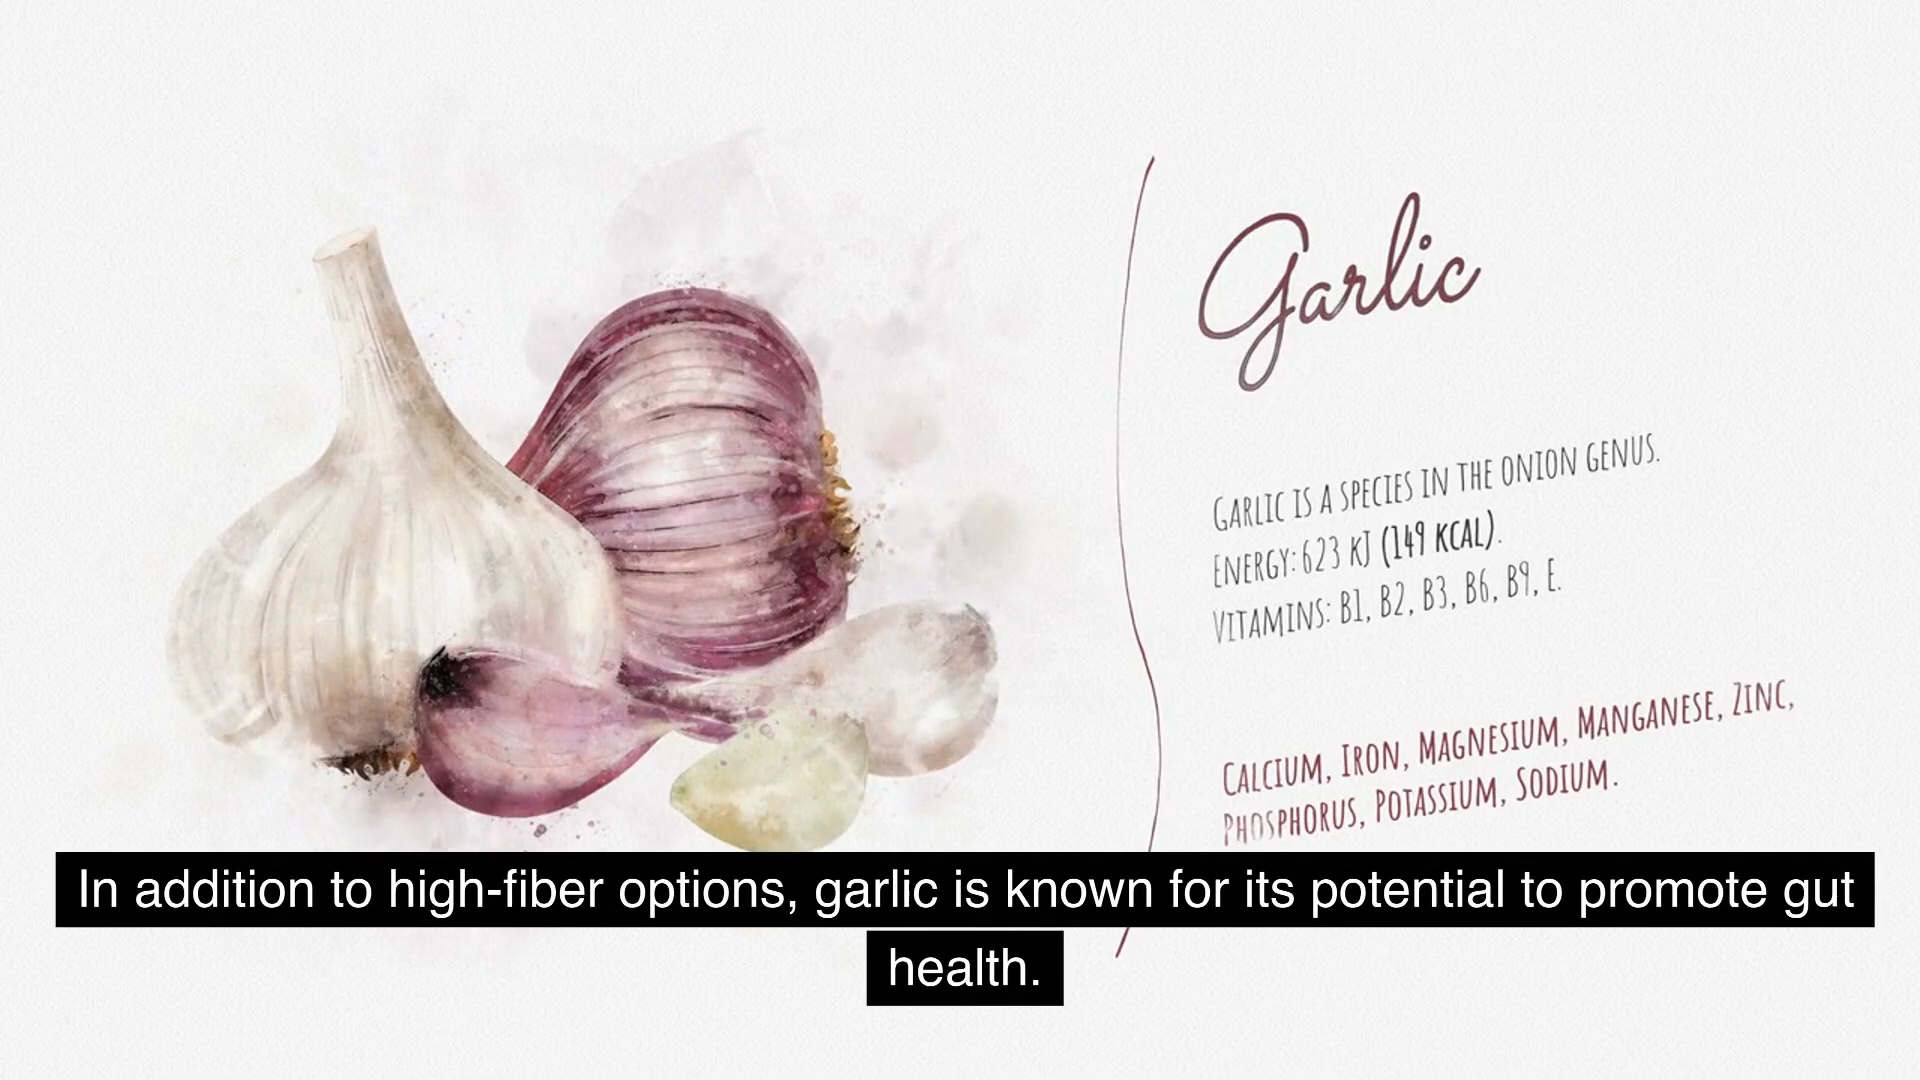 Garlic
GARLIC IS A SPECIES IN THE ONION GENUS.
ENERGY: 623 KJ (149 KCAL).
VITAMINS: B1, B2, B3, B6, B9, E.
CALCIUM, IRON, MAGNESIUM, MANGANESE, ZINC,
PHOSPHORUS, POTASSIUM, SODIUM.
In addition to high-fiber options, garlic is known for its potential to promote gut
health.